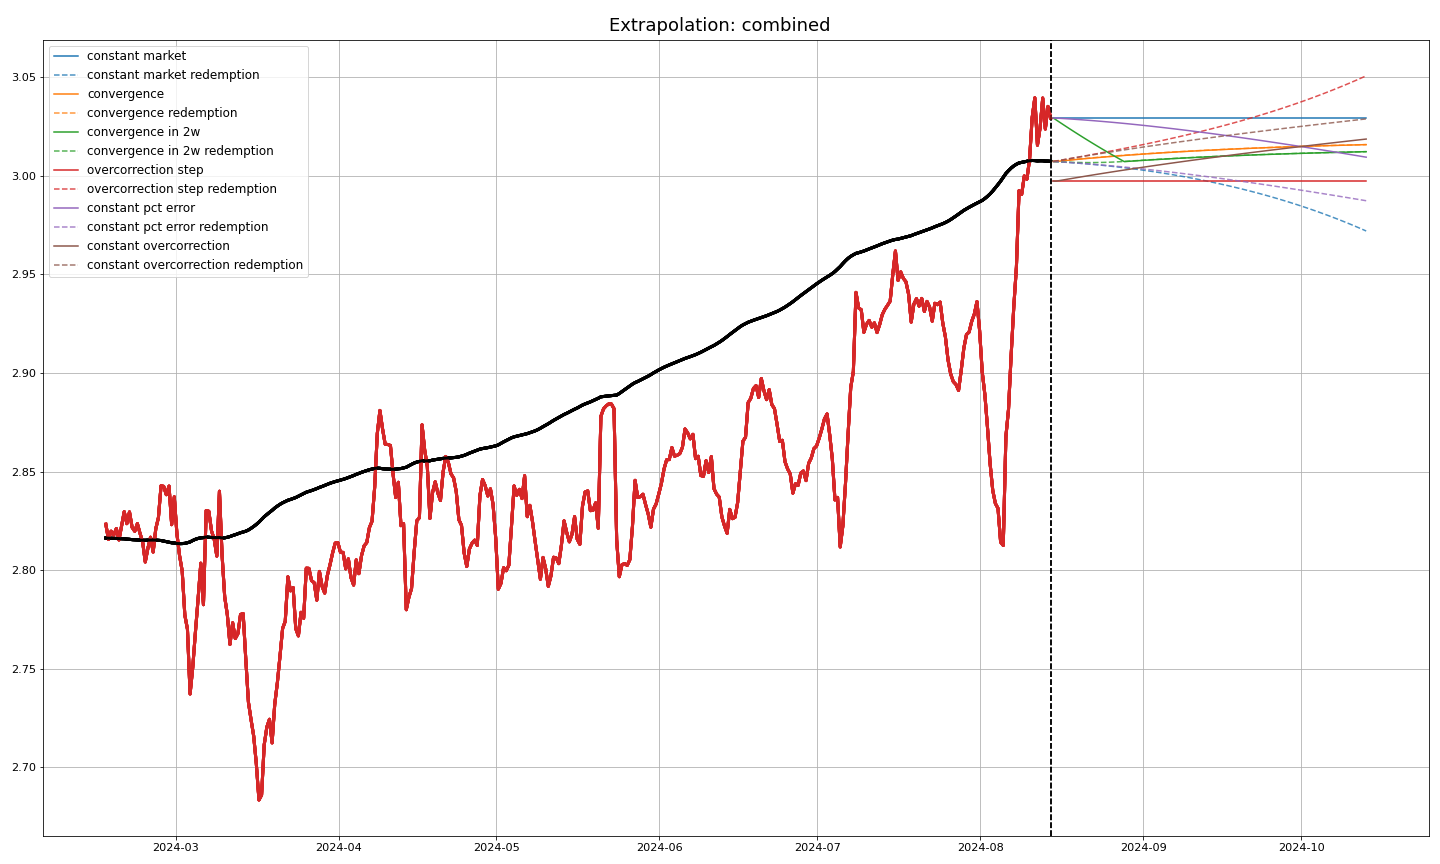 Extrapolation: combined
constant market
constant market redemption
convergence
convergence redemption
convergence in 2w
convergence in 2w redemption
overcorrection step
overcorrection step redemption
constant pct error
constant pct error redemption
constant overcorrection
constant overcorrection redemption
3.05
3.00
2.95
2.90
2.85
2.80
2.75
2.70
2024-03 2024-04 2024-05 2024-06 2024-07 2024-08 2024-09 2024-10